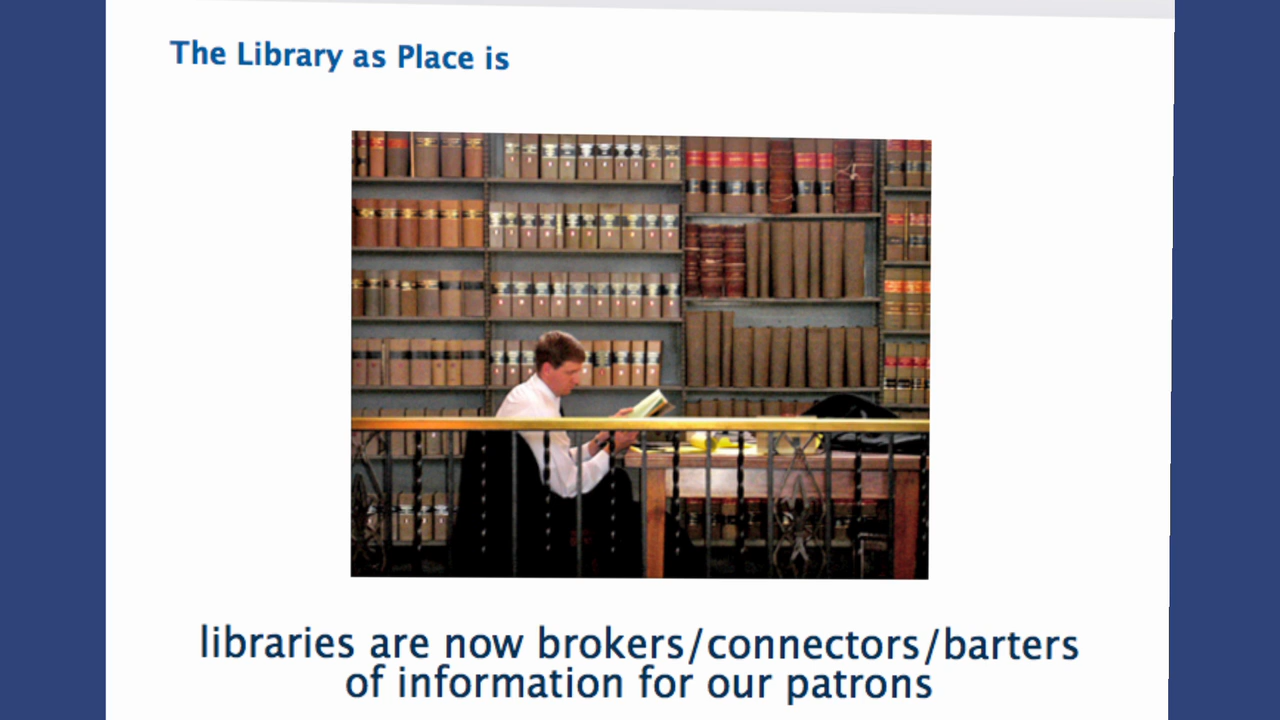 The Library as Place is
libraries are now brokers/connectors/barters
of information for our patrons